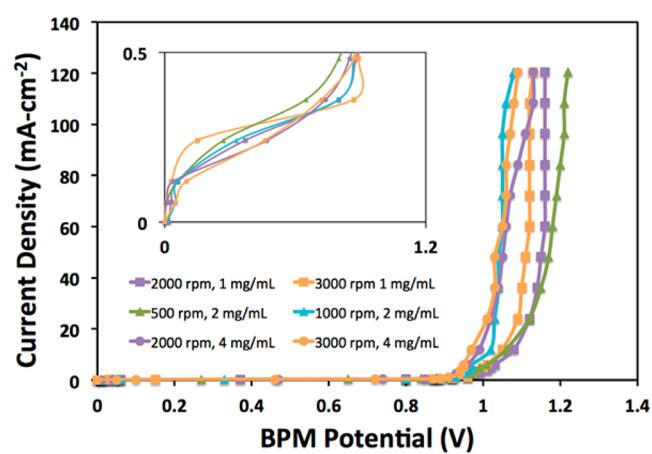 140
120
100
80
60
40
20
0
Current Density (mA-cm-2)
0.5
0
0 1.2
2000 rpm, 1 mg/mL 3000 rpm 1 mg/mL
500 rpm, 2 mg/mL 1000 rpm, 2 mg/mL
2000 rpm, 4 mg/mL 3000 rpm, 4 mg/mL
0 0.2 0.4 0.6 0.8 1 1.2 1.4
BPM Potential (V)